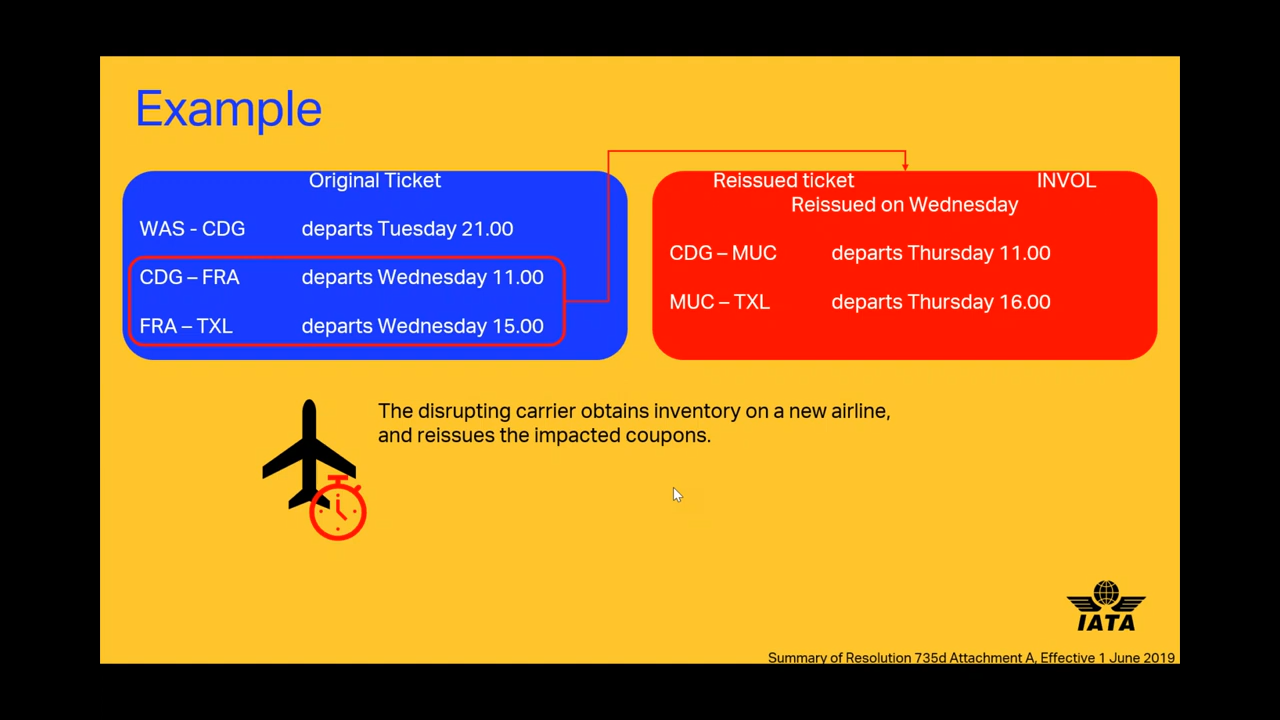 Example
Original Ticket
WAS - CDG departs Tuesday 21.00
CDG – FRA departs Wednesday 11.00
FRA – TXL departs Wednesday 15.00
Reissued ticket INVOL
Reissued on Wednesday
CDG – MUC departs Thursday 11.00
MUC – TXL departs Thursday 16.00
The disrupting carrier obtains inventory on a new airline,
and reissues the impacted coupons.
IATA
Summary of Resolution 735d Attachment A, Effective 1 June 2019